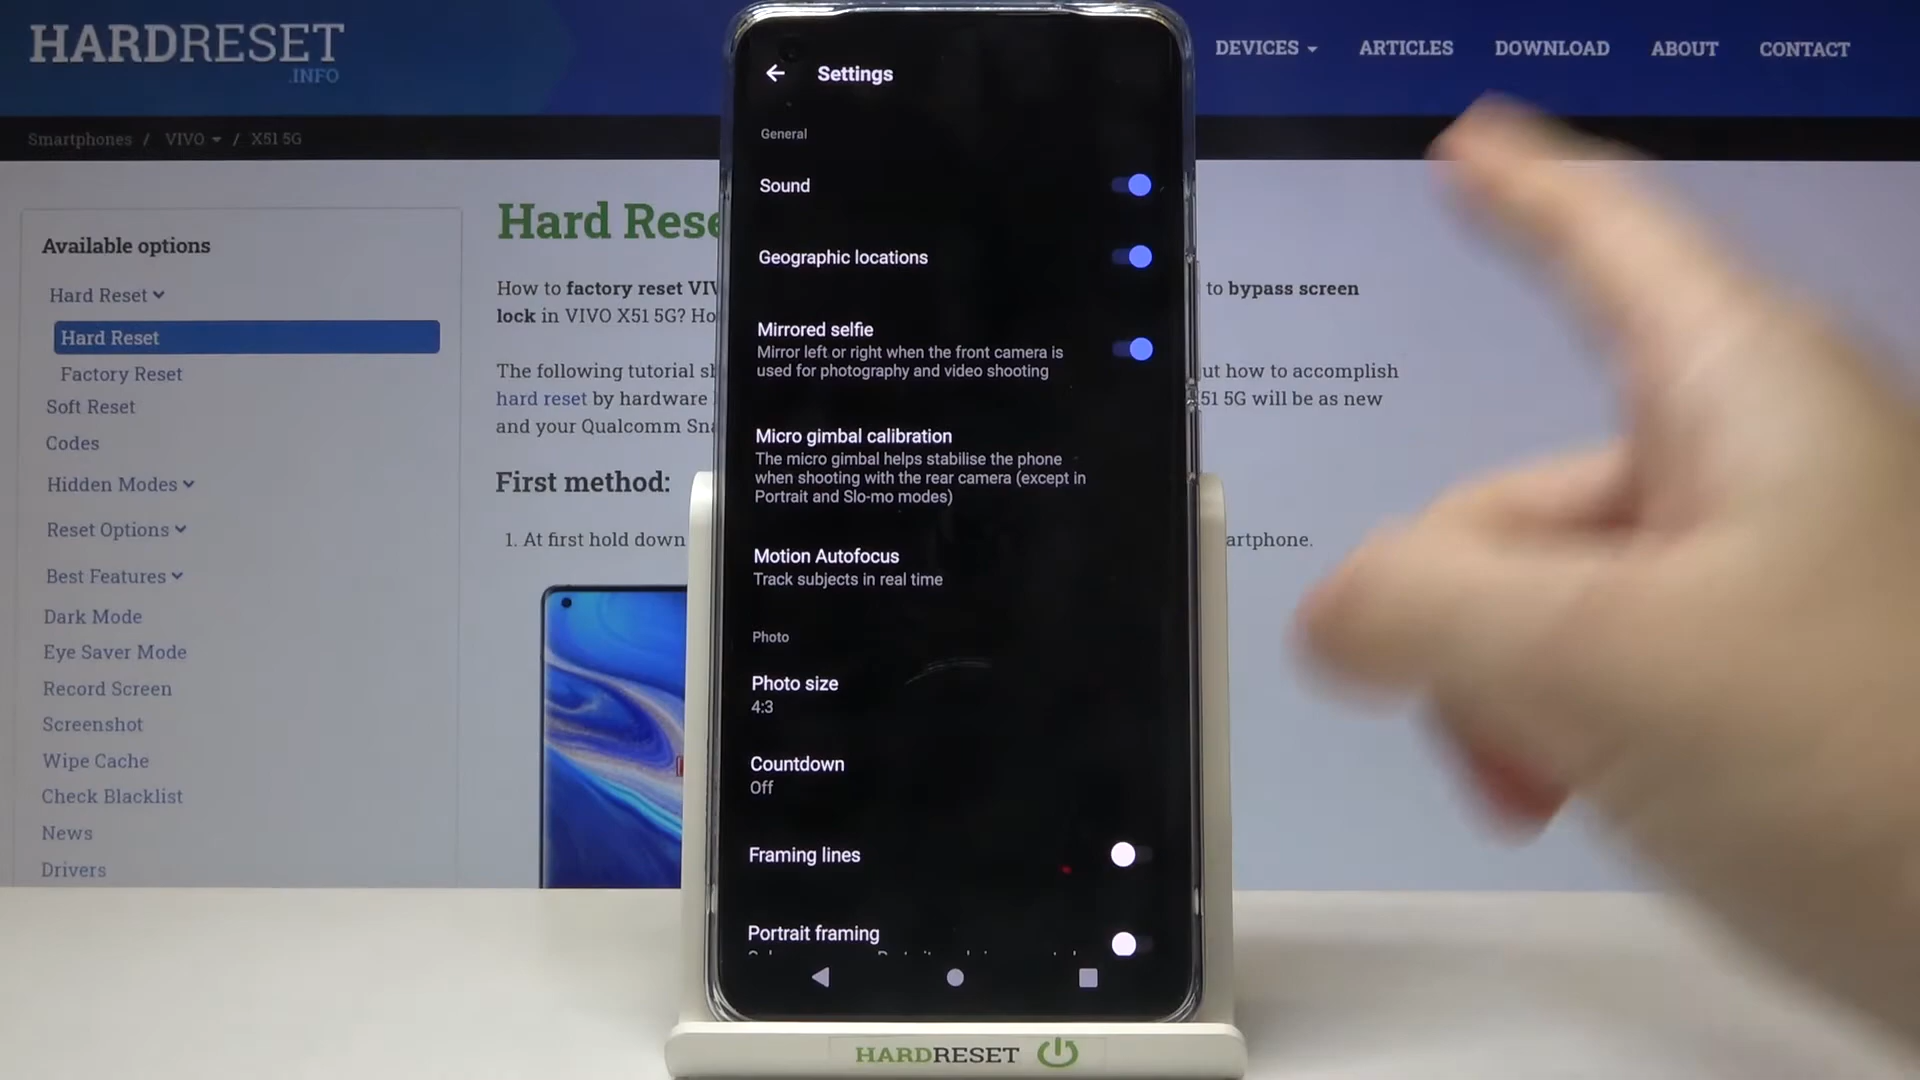 HARDRESET
.INFO
DEVICES
ARTICLES
DOWNLOAD
ABOUT
CONTACT
Smartphones / VIVO / X51 5G
Available options
Hard Reset
Hard Reset
Factory Reset
Soft Reset
Codes
Hidden Modes
Reset Options
Best Features
Dark Mode
Eye Saver Mode
Record Screen
Screenshot
Wipe Cache
Check Blacklist
News
Drivers
Hard Rese
How to factory reset VIV
to bypass screen
lock in VIVO X51 5G? Ho
The following tutorial sh
ut how to accomplish
hard reset by hardware
51 5G will be as new
and your Qualcomm Sna
First method:
1. At first hold down
artphone.
Settings
General
Sound
Geographic locations
Mirrored selfie
Mirror left or right when the front camera is
used for photography and video shooting
Micro gimbal calibration
The micro gimbal helps stabilise the phone
when shooting with the rear camera (except in
Portrait and Slo-mo modes)
Motion Autofocus
Track subjects in real time
Photo
Photo size
4:3
Countdown
Off
Framing lines
Portrait framing
HARDRESET